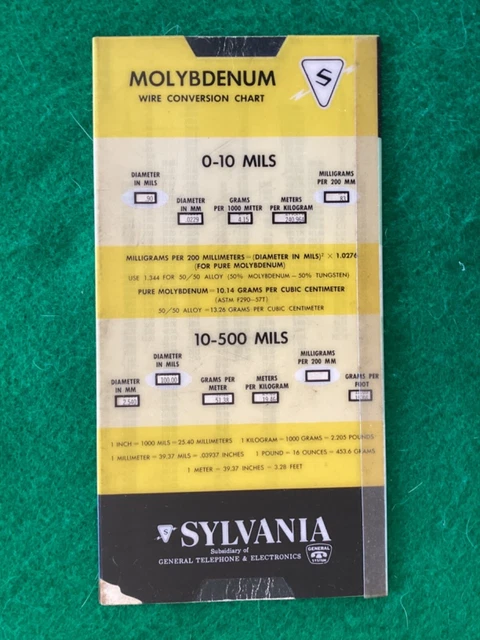 MOLYBDENUM
WIRE CONVERSION CHART
S
0-10 MILS
DIAMETER IN MILS
MILLIGRAMS PER 200 MM
DIAMETER IN MM
GRAMS PER 1000 METER
METERS PER KILOGRAM
.0229
4.15
MILLIGRAMS PER 200 MILLIMETERS = (DIAMETER IN MILS)² × 1.0276
(FOR PURE MOLYBDENUM)
USE 1.344 FOR 50/50 ALLOY (50% MOLYBDENUM — 50% TUNGSTEN)
PURE MOLYBDENUM = 10.14 GRAMS PER CUBIC CENTIMETER
(ASTM F290-57T)
50/50 ALLOY = 13.26 GRAMS PER CUBIC CENTIMETER
10-500 MILS
MILLIGRAMS PER 200 MM
DIAMETER IN MILS
100.00
DIAMETER IN MM
GRAMS PER METER
METERS PER KILOGRAM
GRAMS PER FOOT
2.540
51.38
19.46
1 INCH = 1000 MILS = 25.40 MILLIMETERS 1 KILOGRAM = 1000 GRAMS = 2.205 POUNDS
1 MILLIMETER = 39.37 MILS = .03937 INCHES 1 POUND = 16 OUNCES = 453.6 GRAMS
1 METER = 39.37 INCHES = 3.28 FEET
S SYLVANIA
Subsidiary of
GENERAL TELEPHONE & ELECTRONICS
GENERAL
SYSTEM